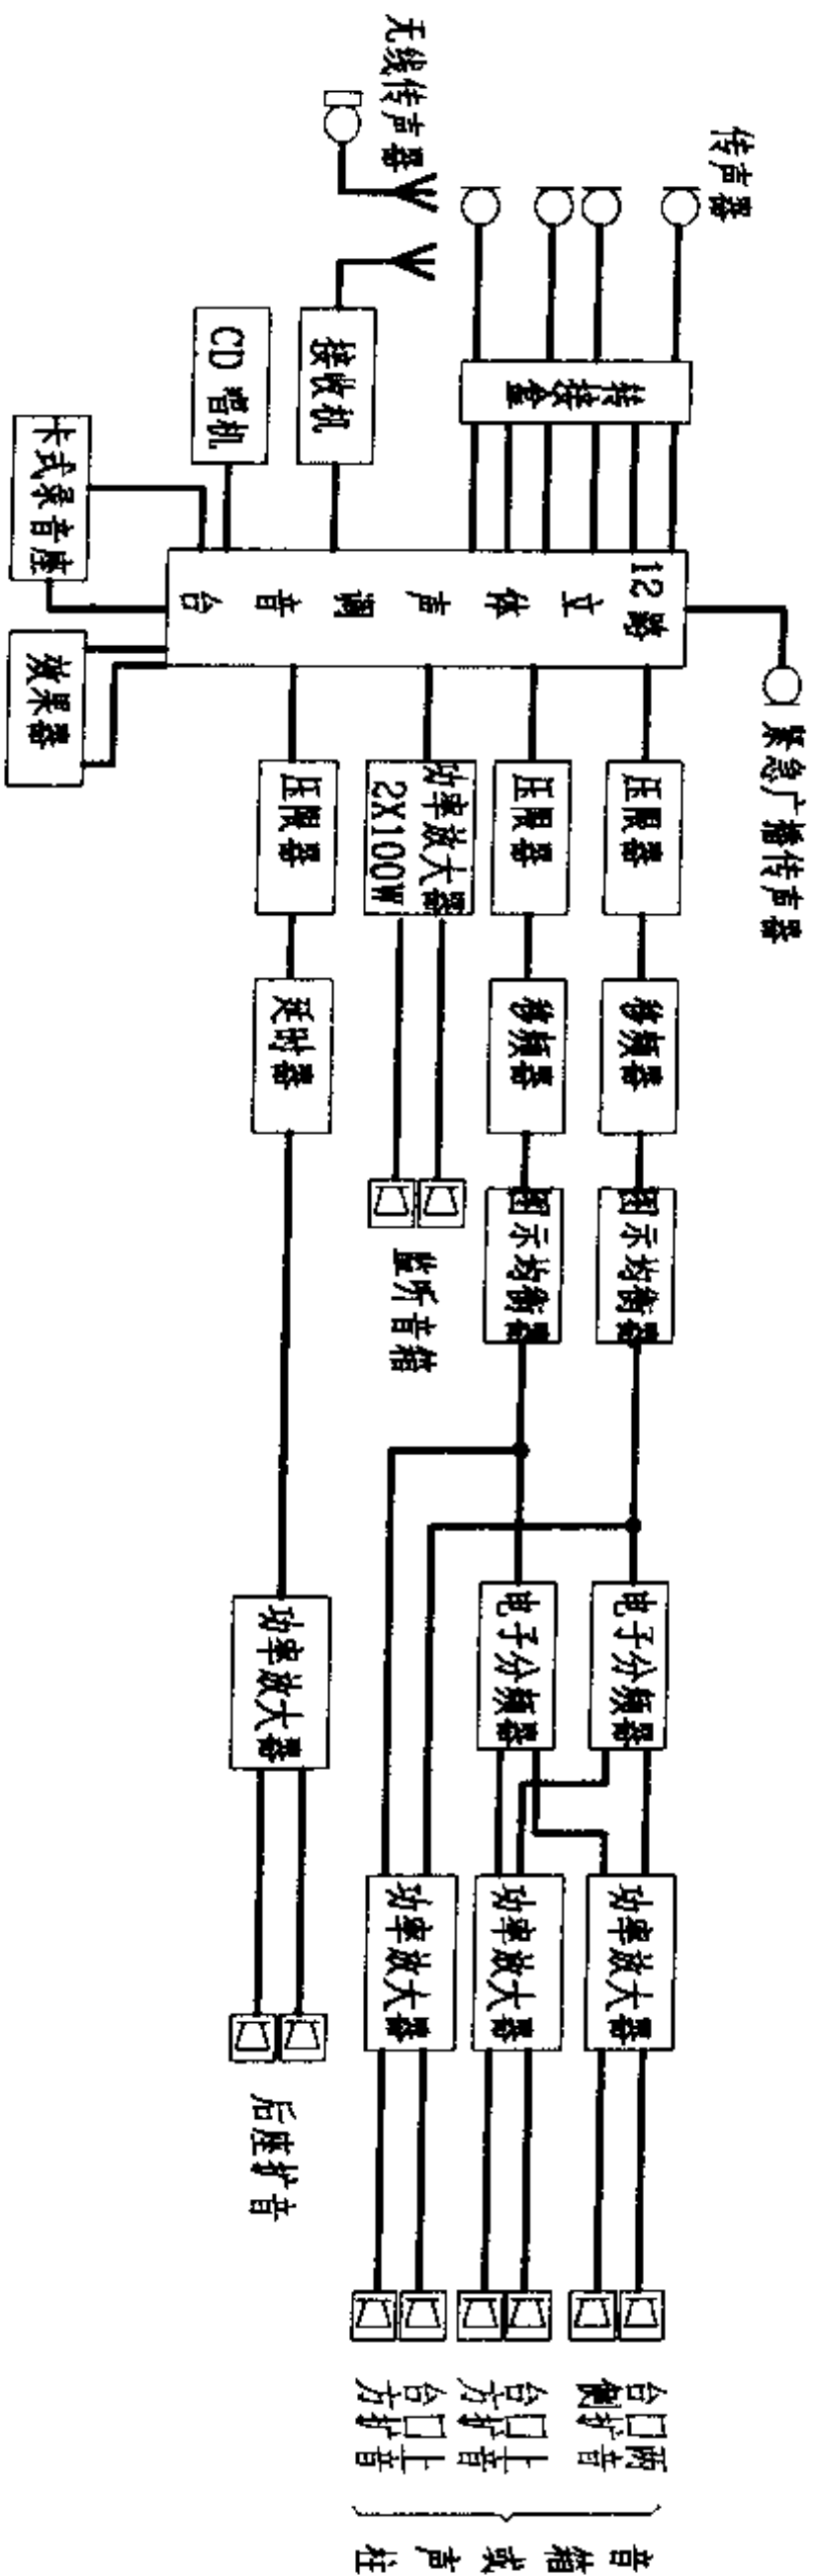 传声器
无线传声器
转接盒
接收机
CD唱机
卡式录音座
效果器
12路
立体声调音台
紧急广播传声器
压限器
移频器
图示均衡器
电子分频器
功率放大器
台口两
侧扩音
压限器
移频器
图示均衡器
电子分频器
功率放大器
台口上
方扩音
功率放大器
2X100W
监听音箱
功率放大器
台口上
方扩音
压限器
延时器
功率放大器
后座扩音
音箱或声柱